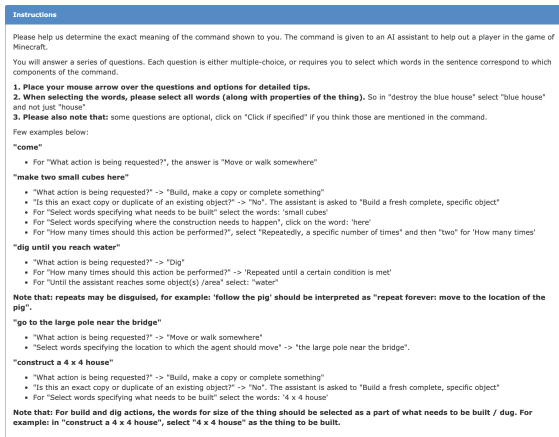 Instructions
Please help us determine the exact meaning of the command shown to you. The command is given to an AI assistant to help out a player in the game of
Minecraft.
You will answer a series of questions. Each question is either multiple-choice, or requires you to select which words in the sentence correspond to which
components of the command.
1. Place your mouse arrow over the questions and options for detailed tips.
2. When selecting the words, please select all words (along with properties of the thing). So in "destroy the blue house" select "blue house"
and not just "house"
3. Please also note that: some questions are optional, click on "Click if specified" if you think those are mentioned in the command.
Few examples below:
"come"
• For "What action is being requested?", the answer is "Move or walk somewhere"
"make two small cubes here"
• "What action is being requested?" -> "Build, make a copy or complete something"
• "Is this an exact copy or duplicate of an existing object?" -> "No". The assistant is asked to "Build a fresh complete, specific object"
• For "Select words specifying what needs to be built" select the words: 'small cubes'
• For "Select words specifying where the construction needs to happen", click on the word: 'here'
• For "How many times should this action be performed?", select "Repeatedly, a specific number of times" and then "two" for 'How many times'
"dig until you reach water"
• "What action is being requested?" -> "Dig"
• For "How many times should this action be performed?" -> 'Repeated until a certain condition is met'
• For "Until the assistant reaches some object(s) /area" select: "water"
Note that: repeats may be disguised, for example: 'follow the pig' should be interpreted as "repeat forever: move to the location of the
pig".
"go to the large pole near the bridge"
• "What action is being requested?" -> "Move or walk somewhere"
• "Select words specifying the location to which the agent should move" -> "the large pole near the bridge".
"construct a 4 x 4 house"
• "What action is being requested?" -> "Build, make a copy or complete something"
• "Is this an exact copy or duplicate of an existing object?" -> "No". The assistant is asked to "Build a fresh complete, specific object"
• For "Select words specifying what needs to be built" select the words: '4 x 4 house'
Note that: For build and dig actions, the words for size of the thing should be selected as a part of what needs to be built / dug. For
example: in "construct a 4 x 4 house", select "4 x 4 house" as the thing to be built.